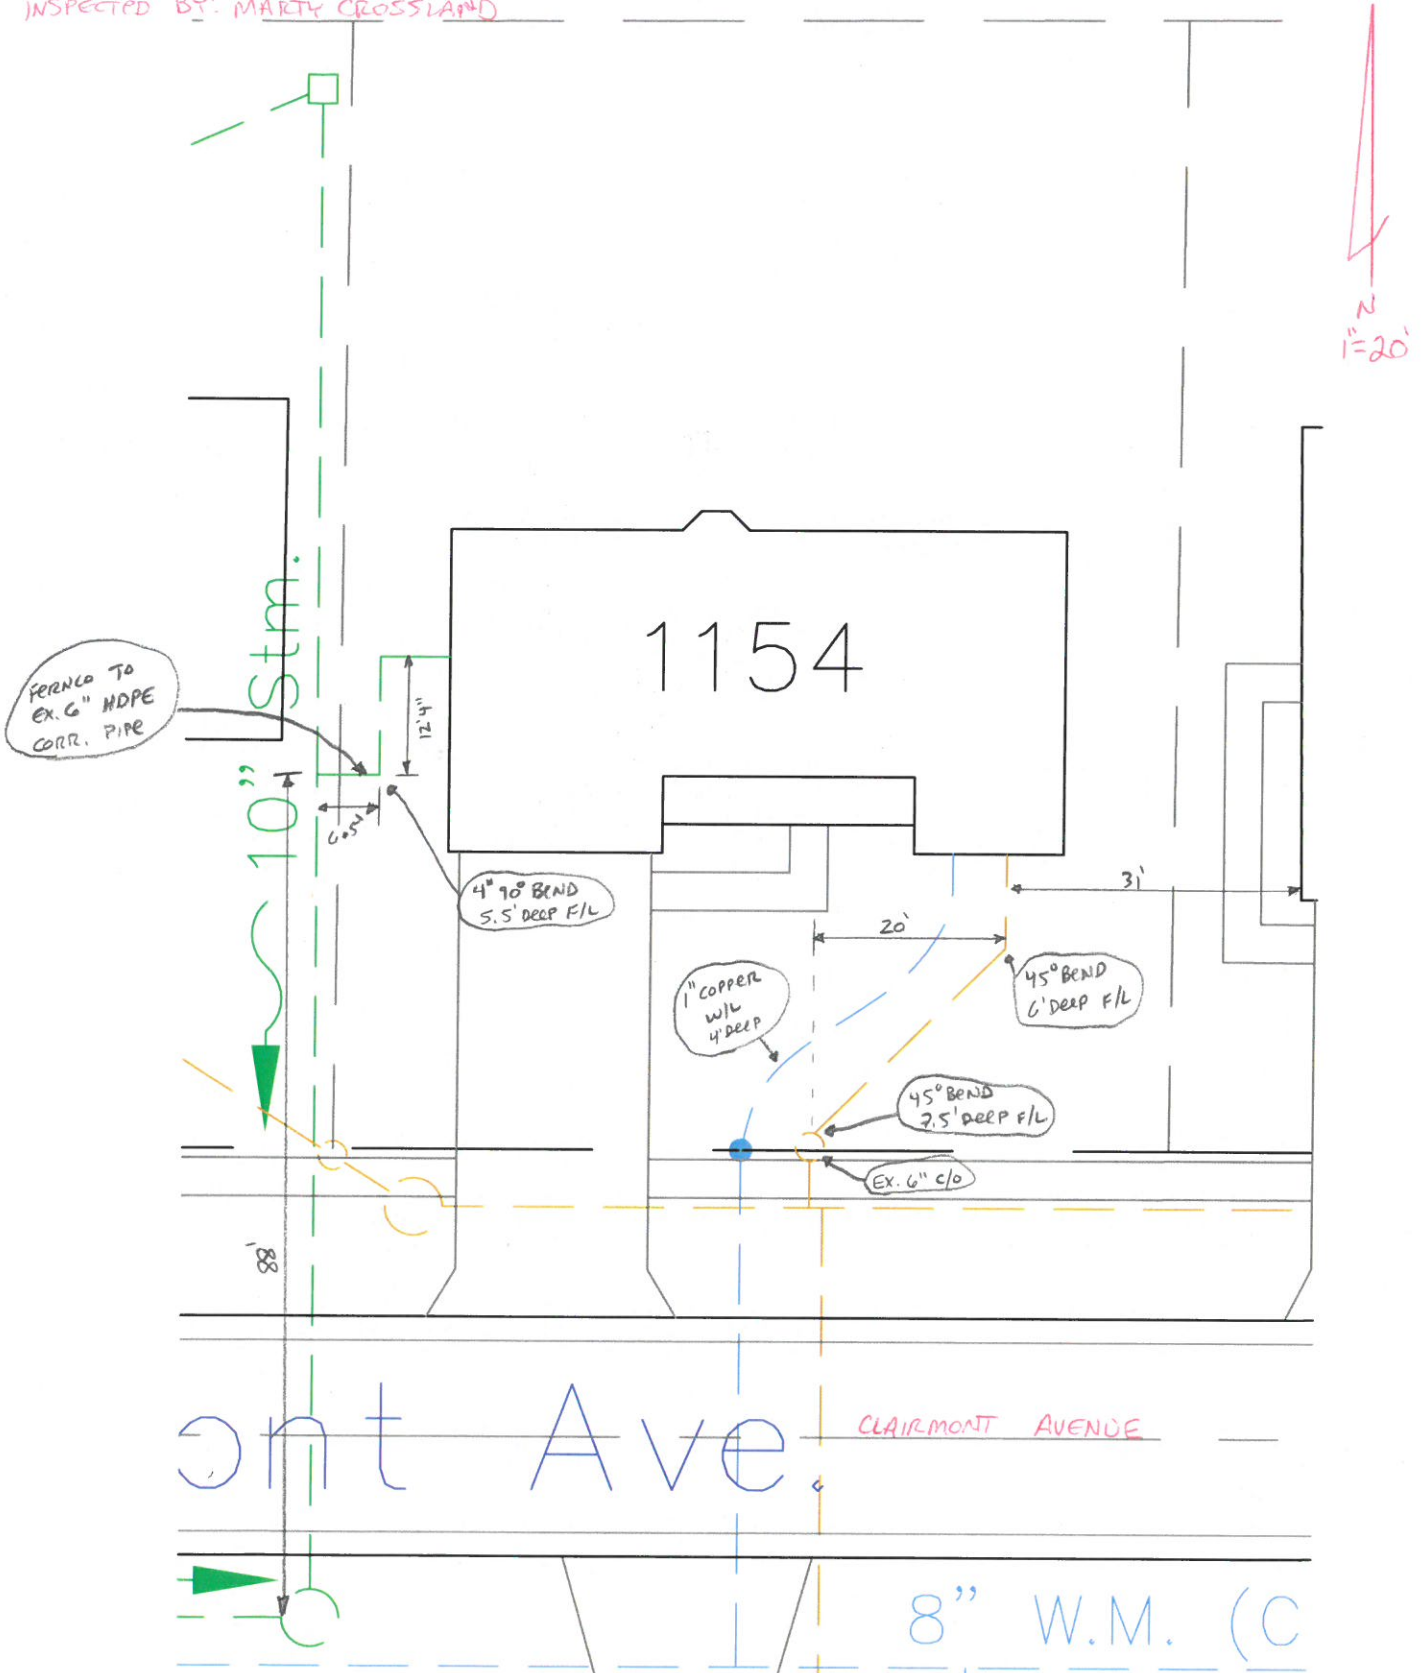 INSPECTED BY: MARTY CROSSLAND
N
1"=20'
Stm.
10"
1154
FERNCO TO
EX. 6" HDPE
CORR. PIPE
12'4"
6.5'
4" 90° BEND
5.5' DEEP F/L
31'
20'
1" COPPER
W/L
4' DEEP
45° BEND
6' DEEP F/L
45° BEND
7.5' DEEP F/L
EX. 6" C/O
88'
ont Ave.
CLAIRMONT AVENUE
8" W.M. (C